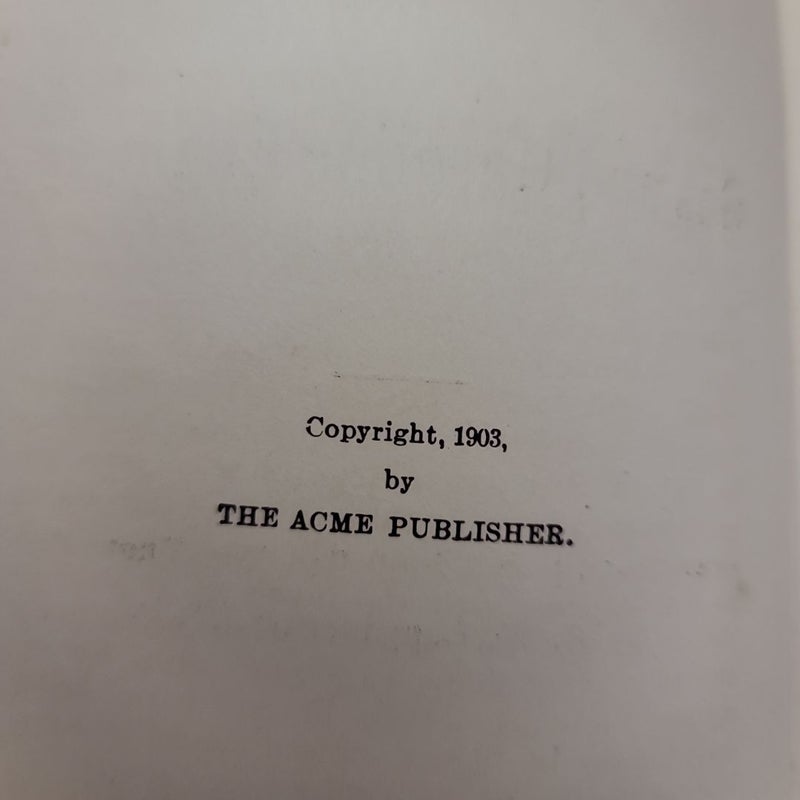 Copyright, 1903,
by
THE ACME PUBLISHER.